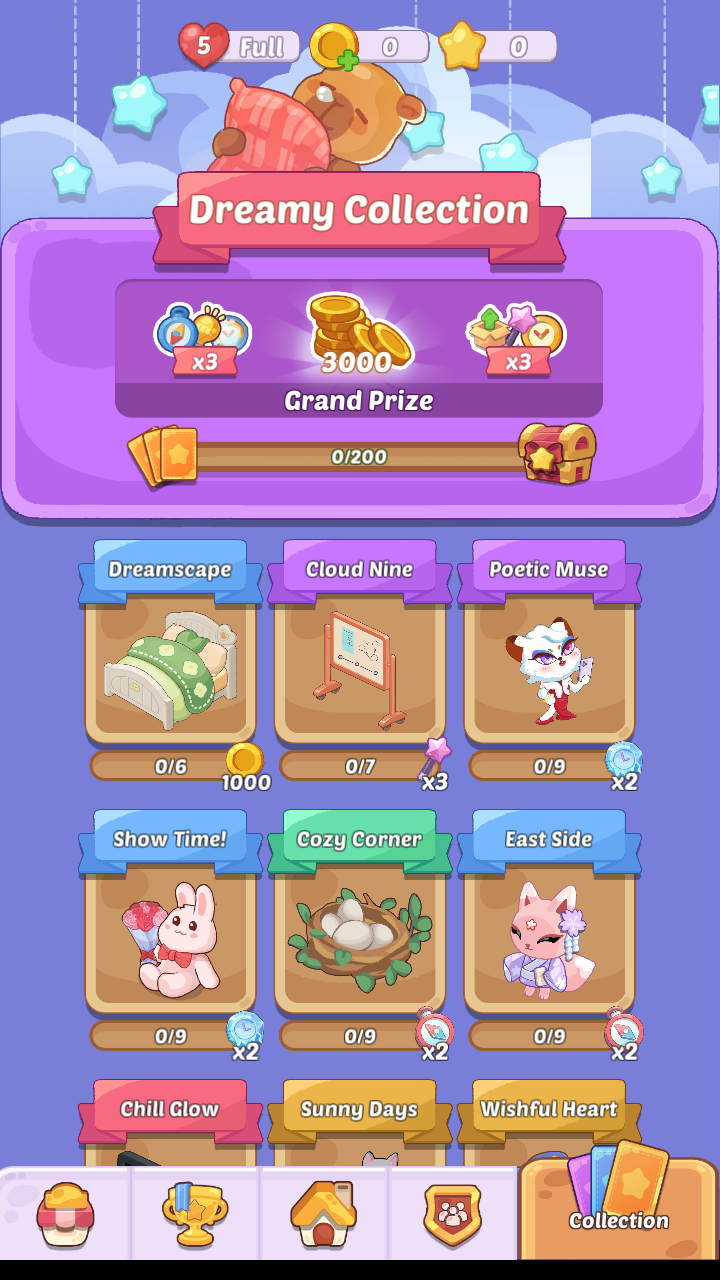 5 Full 0 0
Dreamy Collection
x3 3000 x3
Grand Prize
0/200
Dreamscape Cloud Nine Poetic Muse
0/6 0/7 0/9
1000 x3 x2
Show Time! Cozy Corner East Side
0/9 0/9 0/9
x2 x2 x2
Chill Glow Sunny Days Wishful Heart
Collection